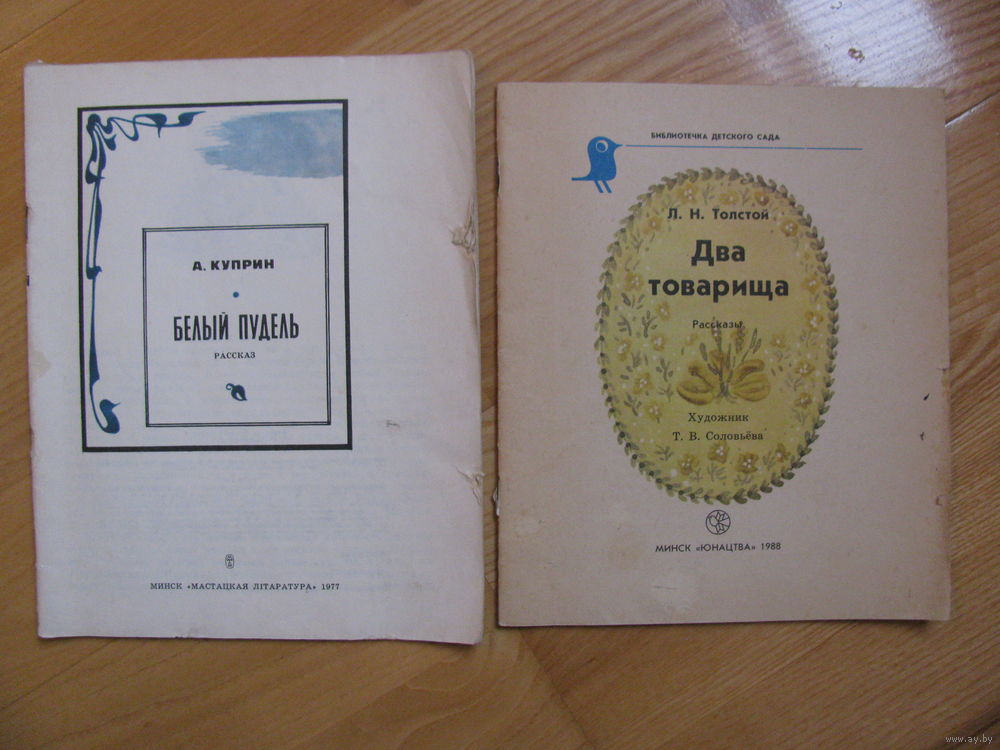 А. КУПРИН
БЕЛЫЙ ПУДЕЛЬ
РАССКАЗ
МИНСК «МАСТАЦКАЯ ЛІТАРАТУРА» 1977
БИБЛИОТЕЧКА ДЕТСКОГО САДА
Л. Н. Толстой
Два
товарища
Рассказы
Художник
Т. В. Соловьёва
МИНСК «ЮНАЦТВА» 1988
www.ay.by